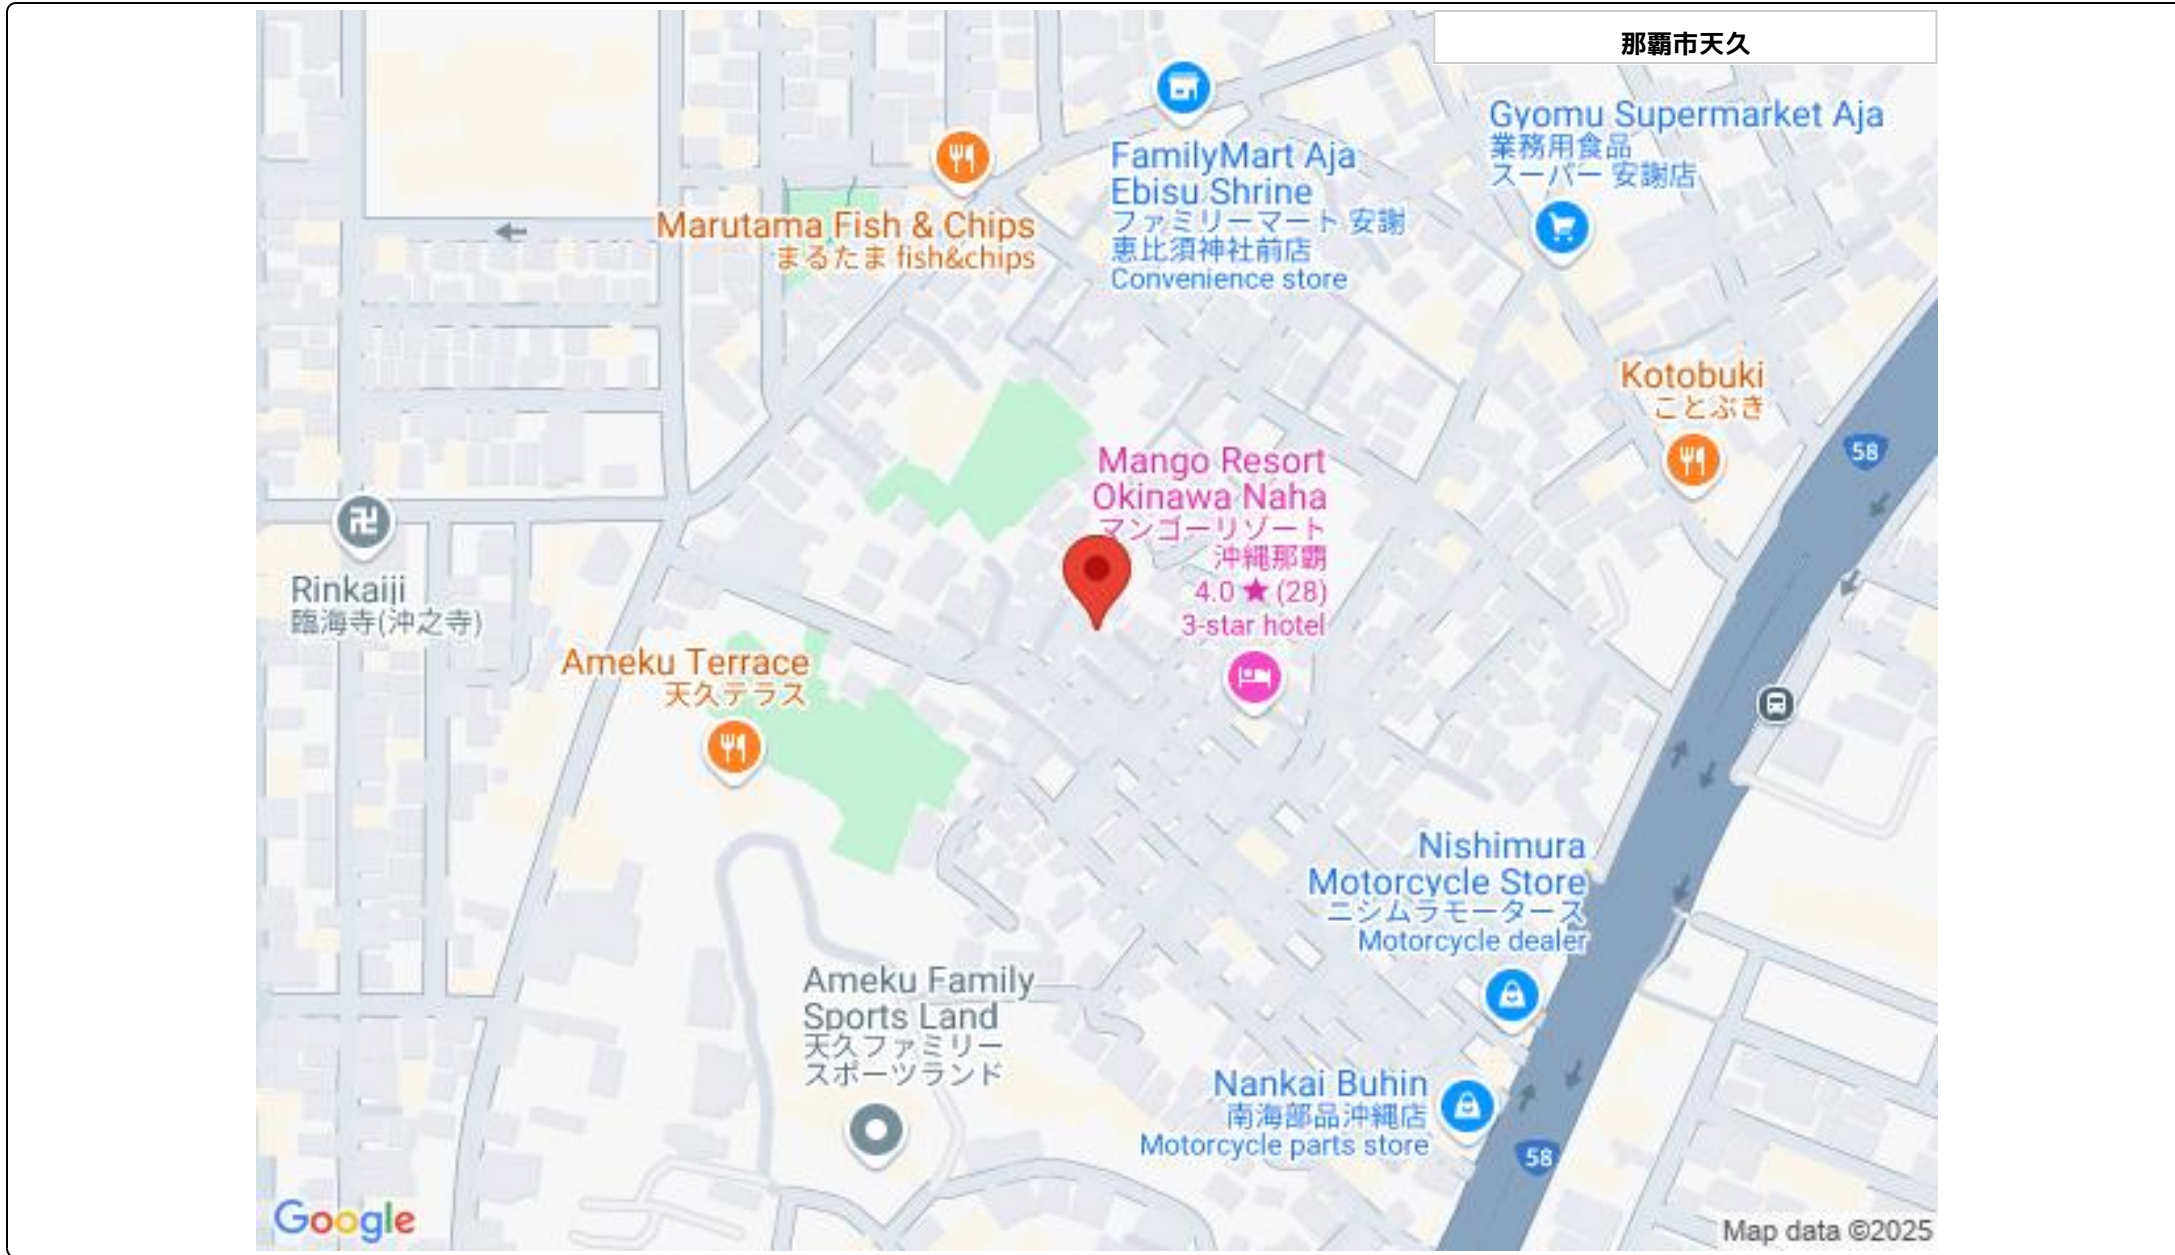 那覇市天久
Gyomu Supermarket Aja
業務用食品
スーパー 安謝店
FamilyMart Aja
Ebisu Shrine
ファミリーマート 安謝
恵比須神社前店
Convenience store
Marutama Fish & Chips
まるたま fish&chips
Kotobuki
ことぶき
58
Mango Resort
Okinawa Naha
マンゴーリゾート
沖縄那覇
4.0 ★ (28)
3-star hotel
卍
Rinkaiji
臨海寺(沖之寺)
Ameku Terrace
天久テラス
Nishimura
Motorcycle Store
ニシムラモータース
Motorcycle dealer
Ameku Family
Sports Land
天久ファミリー
スポーツランド
Nankai Buhin
南海部品沖縄店
Motorcycle parts store
58
Google
Map data ©2025